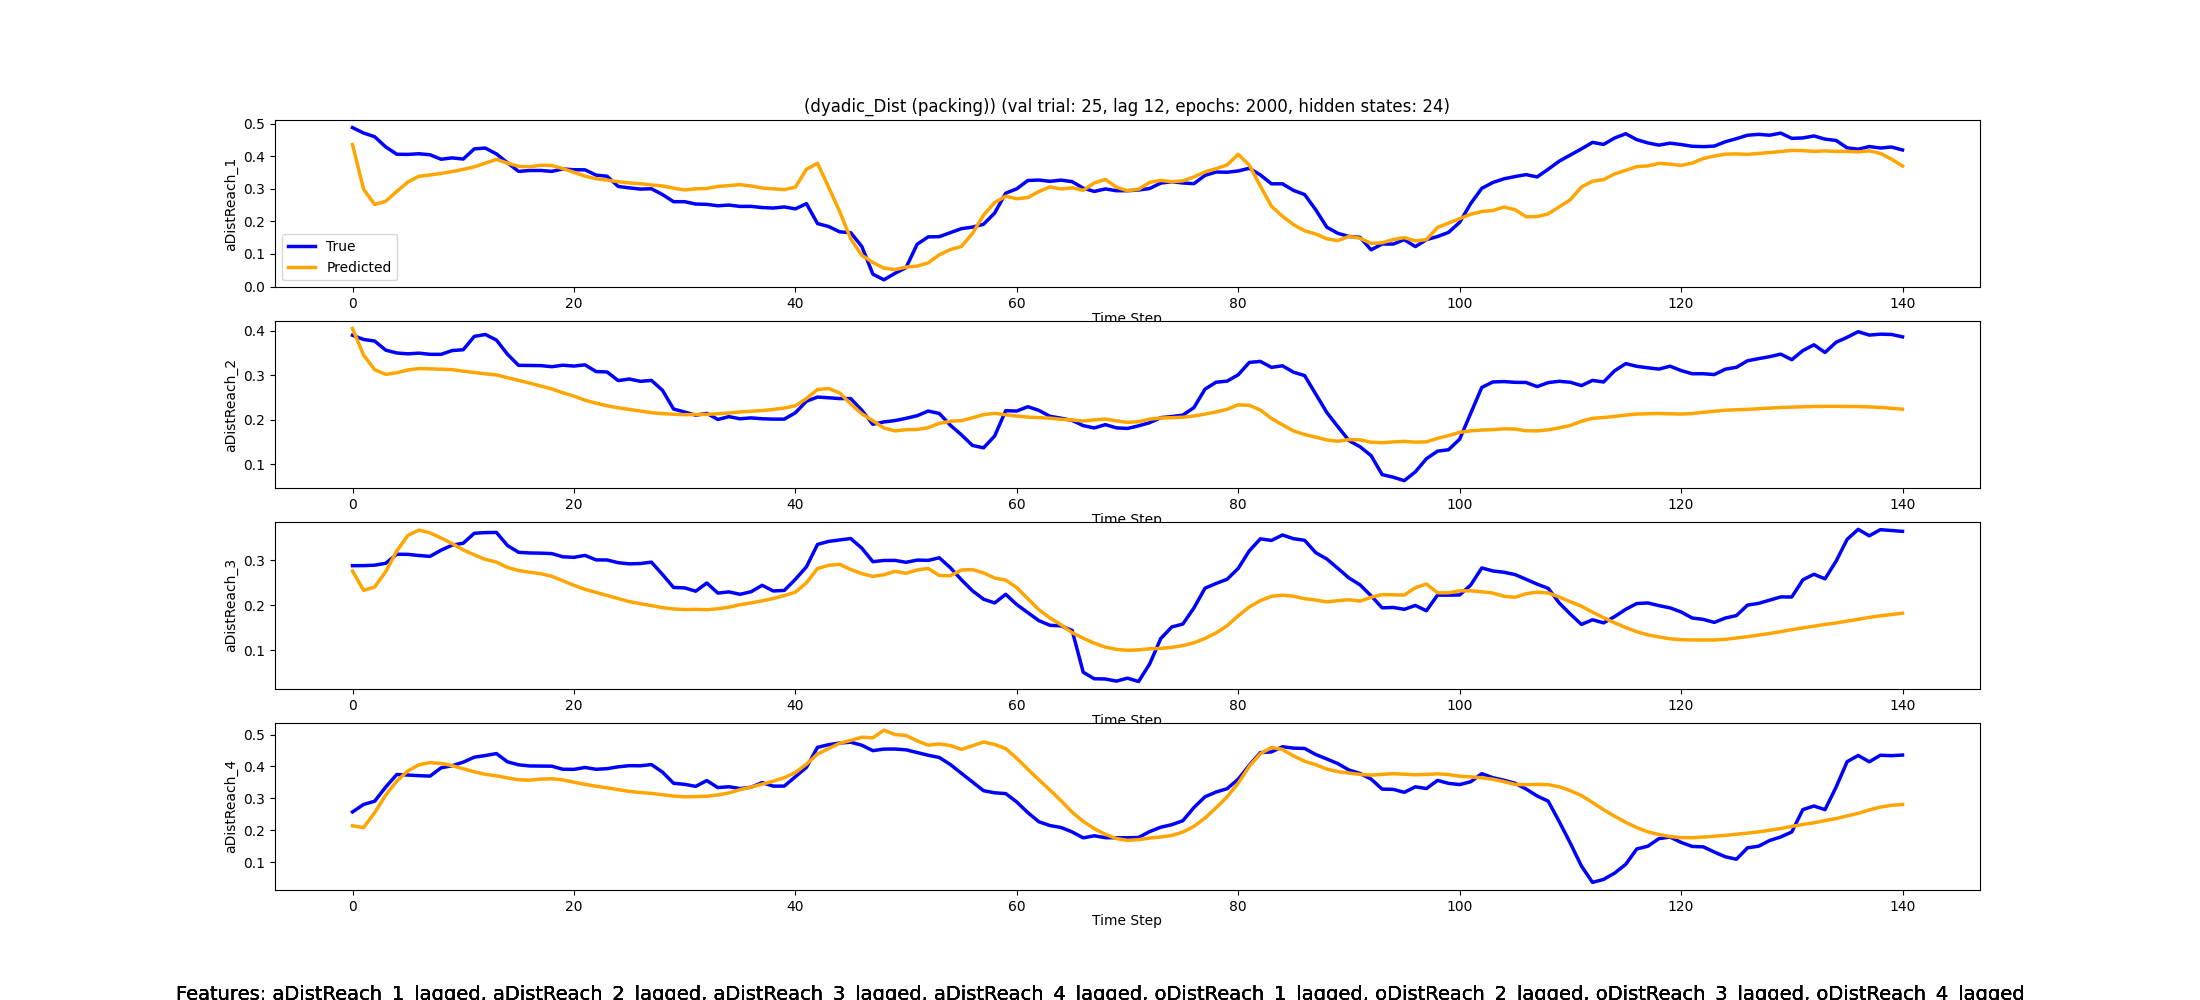 (dyadic_Dist (packing)) (val trial: 25, lag 12, epochs: 2000, hidden states: 24)
aDistReach_1
0.5
0.4
0.3
0.2
0.1
0.0
True
Predicted
0 20 40 60 80 100 120 140
Time Step
aDistReach_2
0.4
0.3
0.2
0.1
0 20 40 60 80 100 120 140
Time Step
aDistReach_3
0.3
0.2
0.1
0 20 40 60 80 100 120 140
Time Step
aDistReach_4
0.5
0.4
0.3
0.2
0.1
0 20 40 60 80 100 120 140
Time Step
Features: aDistReach_1_lagged, aDistReach_2_lagged, aDistReach_3_lagged, aDistReach_4_lagged, oDistReach_1_lagged, oDistReach_2_lagged, oDistReach_3_lagged, oDistReach_4_lagged